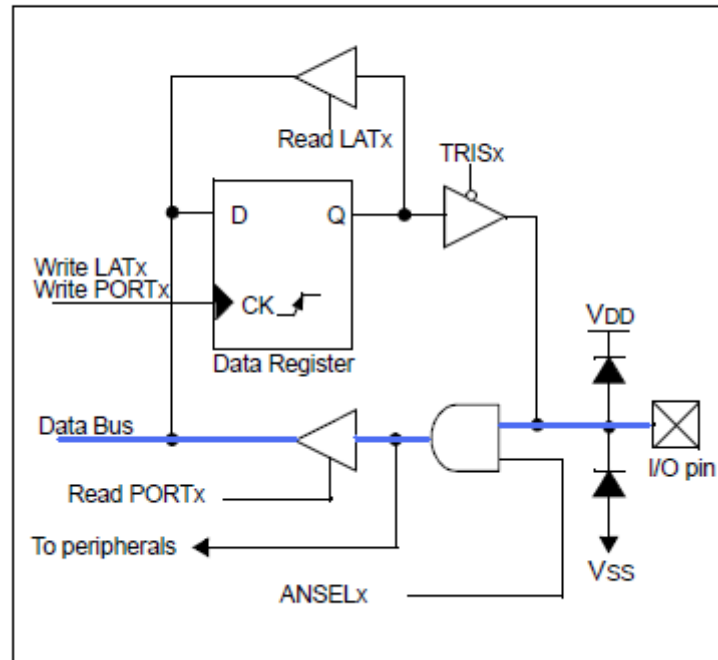 Read LATx
TRISx
D Q
Write LATx
Write PORTx
CK
Data Register
VDD
Data Bus
I/O pin
Read PORTx
To peripherals
VSS
ANSELx